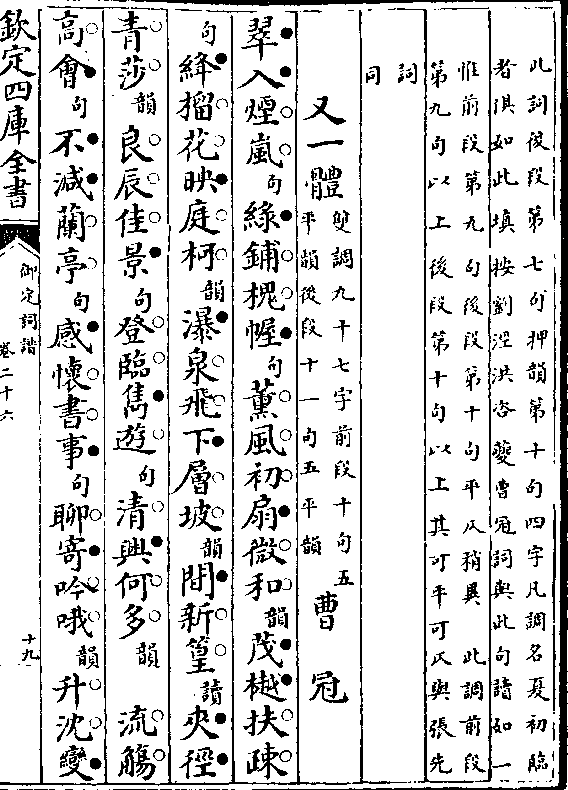 此詞後段第七句押韻第十句四字凡調名夏初臨
者俱如此填按劉涇洪咨夔曹冠詞與此句讀如一
惟前段第九句後段第十句平仄稍異 此調前段
第九句以上後段第十句以上其可平可仄與張先
詞
同
又一體 雙調九十七字前段十句五平韻後段十一句五平韻 曹冠
翠入煙嵐句綠鋪槐幄句薰風初扇微和韻茂樾扶疎
句絳榴花映庭柯韻瀑泉飛下層坡韻間新篁讀夾徑
青莎韻良辰佳景句登臨雋遊句清興何多韻 流觴
高會句不減蘭亭句感懷書事句聊寄吟哦韻升沈變
欽定四庫全書
御定詞譜
卷二十六
十九